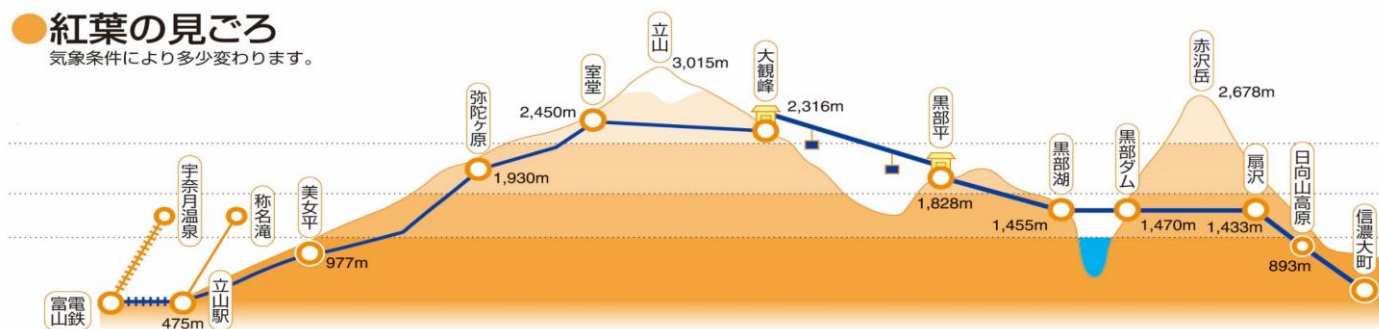 ●紅葉の見ごろ
気象条件により多少変わります。
電鉄富山
宇奈月温泉
称名滝
立山駅
475m
美女平
977m
弥陀ヶ原
1,930m
室堂
2,450m
立山
3,015m
大観峰
2,316m
黒部平
1,828m
黒部湖
1,455m
黒部ダム
1,470m
赤沢岳
2,678m
扇沢
1,433m
日向山高原
893m
信濃大町